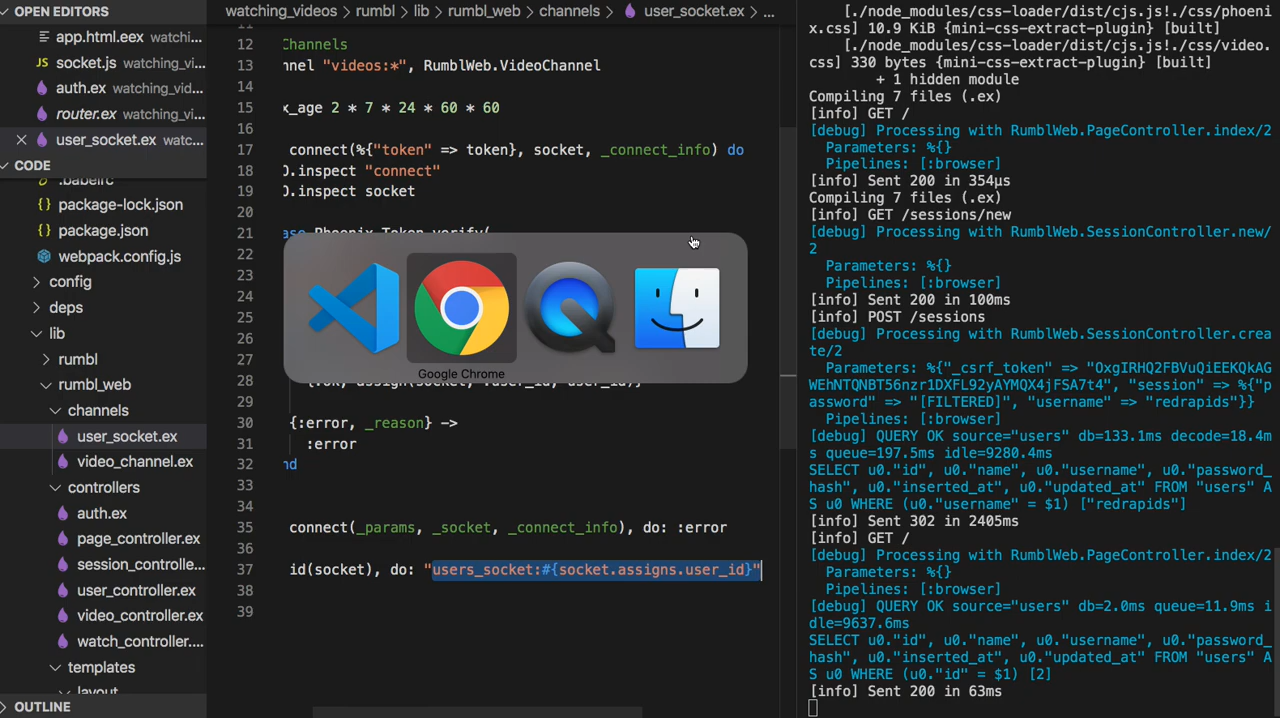 OPEN EDITORS
app.html.eex watchi...
JS socket.js watching_vi...
auth.ex watching_vid...
router.ex watching_vi...
user_socket.ex watc...
CODE
.babelrc
{} package-lock.json
{} package.json
webpack.config.js
config
deps
lib
rumbl
rumbl_web
channels
user_socket.ex
video_channel.ex
controllers
auth.ex
page_controller.ex
session_controlle...
user_controller.ex
video_controller.ex
watch_controller....
templates
layout
OUTLINE
watching_videos > rumbl > lib > rumbl_web > channels > user_socket.ex > ...
11
12 Channels
13 nnel "videos:*", RumblWeb.VideoChannel
14
15 x_age 2 * 7 * 24 * 60 * 60
16
17 connect(%{"token" => token}, socket, _connect_info) do
18 O.inspect "connect"
19 O.inspect socket
20
21 ase Phoenix.Token.verify(
22
23
24
25
26
27
28 {:ok, assign(socket, :user_id, user_id)}
29
30 {:error, _reason} ->
31 :error
32 nd
33
34
35 connect(_params, _socket, _connect_info), do: :error
36
37 id(socket), do: "users_socket:#{socket.assigns.user_id}"
38
39
Google Chrome
[./node_modules/css-loader/dist/cjs.js!./css/phoeni
x.css] 10.9 KiB {mini-css-extract-plugin} [built]
[./node_modules/css-loader/dist/cjs.js!./css/video.
css] 330 bytes {mini-css-extract-plugin} [built]
+ 1 hidden module
Compiling 7 files (.ex)
[info] GET /
[debug] Processing with RumblWeb.PageController.index/2
Parameters: %{}
Pipelines: [:browser]
[info] Sent 200 in 354µs
Compiling 7 files (.ex)
[info] GET /sessions/new
[debug] Processing with RumblWeb.SessionController.new/
2
Parameters: %{}
Pipelines: [:browser]
[info] Sent 200 in 100ms
[info] POST /sessions
[debug] Processing with RumblWeb.SessionController.crea
te/2
Parameters: %{"_csrf_token" => "OxgIRHQ2FBVuQiEEKQkAG
WEhNTQNBT56nzr1DXFL92yAYMQX4jFSA7t4", "session" => %{"p
assword" => "[FILTERED]", "username" => "redrapids"}}
Pipelines: [:browser]
[debug] QUERY OK source="users" db=133.1ms decode=18.4m
s queue=197.5ms idle=9280.4ms
SELECT u0."id", u0."name", u0."username", u0."password_
hash", u0."inserted_at", u0."updated_at" FROM "users" A
S u0 WHERE (u0."username" = $1) ["redrapids"]
[info] Sent 302 in 2405ms
[info] GET /
[debug] Processing with RumblWeb.PageController.index/2
Parameters: %{}
Pipelines: [:browser]
[debug] QUERY OK source="users" db=2.0ms queue=11.9ms i
dle=9637.6ms
SELECT u0."id", u0."name", u0."username", u0."password_
hash", u0."inserted_at", u0."updated_at" FROM "users" A
S u0 WHERE (u0."id" = $1) [2]
[info] Sent 200 in 63ms